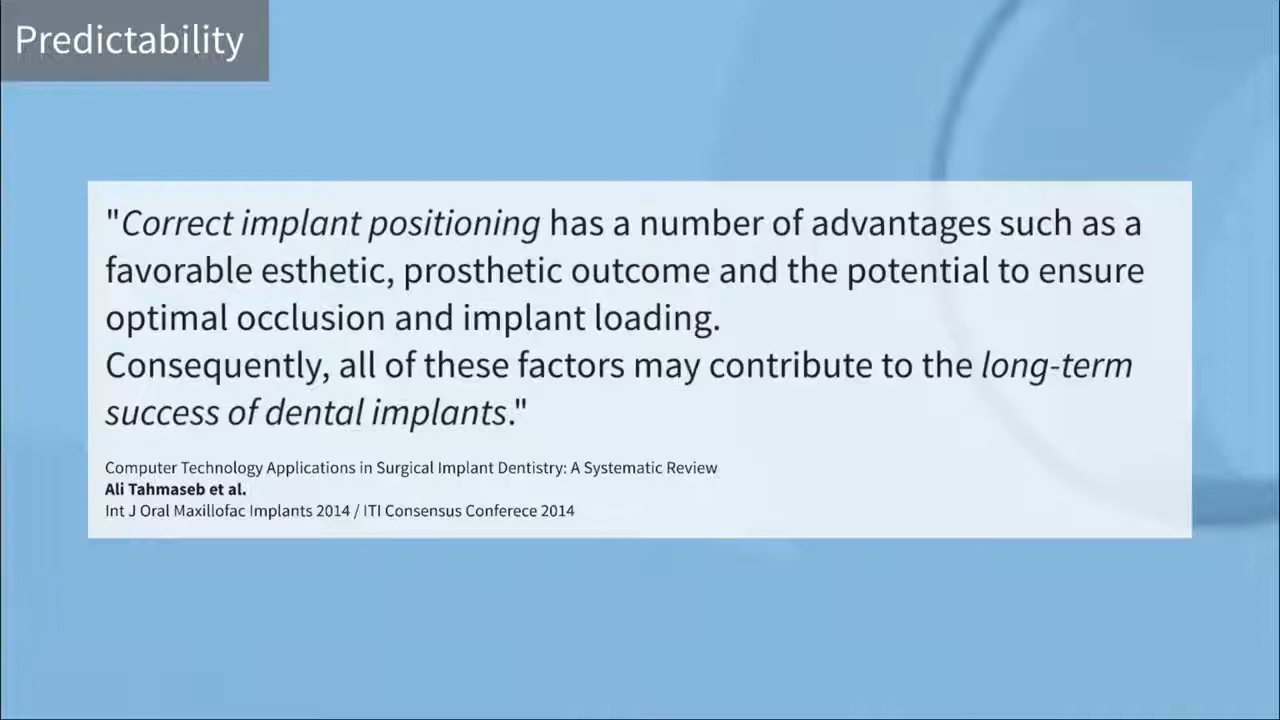 Predictability
"Correct implant positioning has a number of advantages such as a
favorable esthetic, prosthetic outcome and the potential to ensure
optimal occlusion and implant loading.
Consequently, all of these factors may contribute to the long-term
success of dental implants."
Computer Technology Applications in Surgical Implant Dentistry: A Systematic Review
Ali Tahmaseb et al.
Int J Oral Maxillofac Implants 2014 / ITI Consensus Conferece 2014